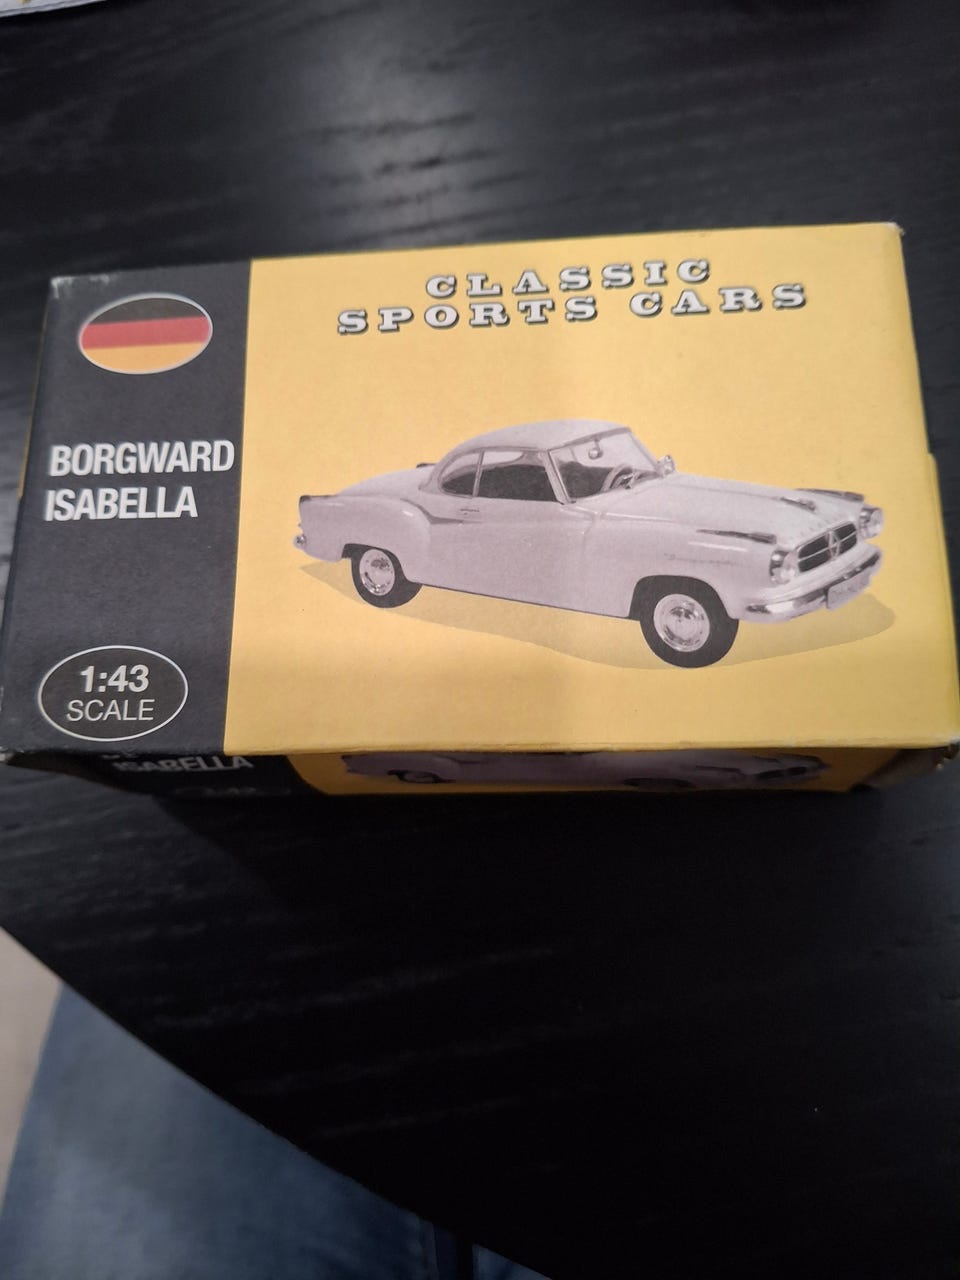 CLASSIC
SPORTS CARS
BORGWARD
ISABELLA
1:43
SCALE
ISABELLA